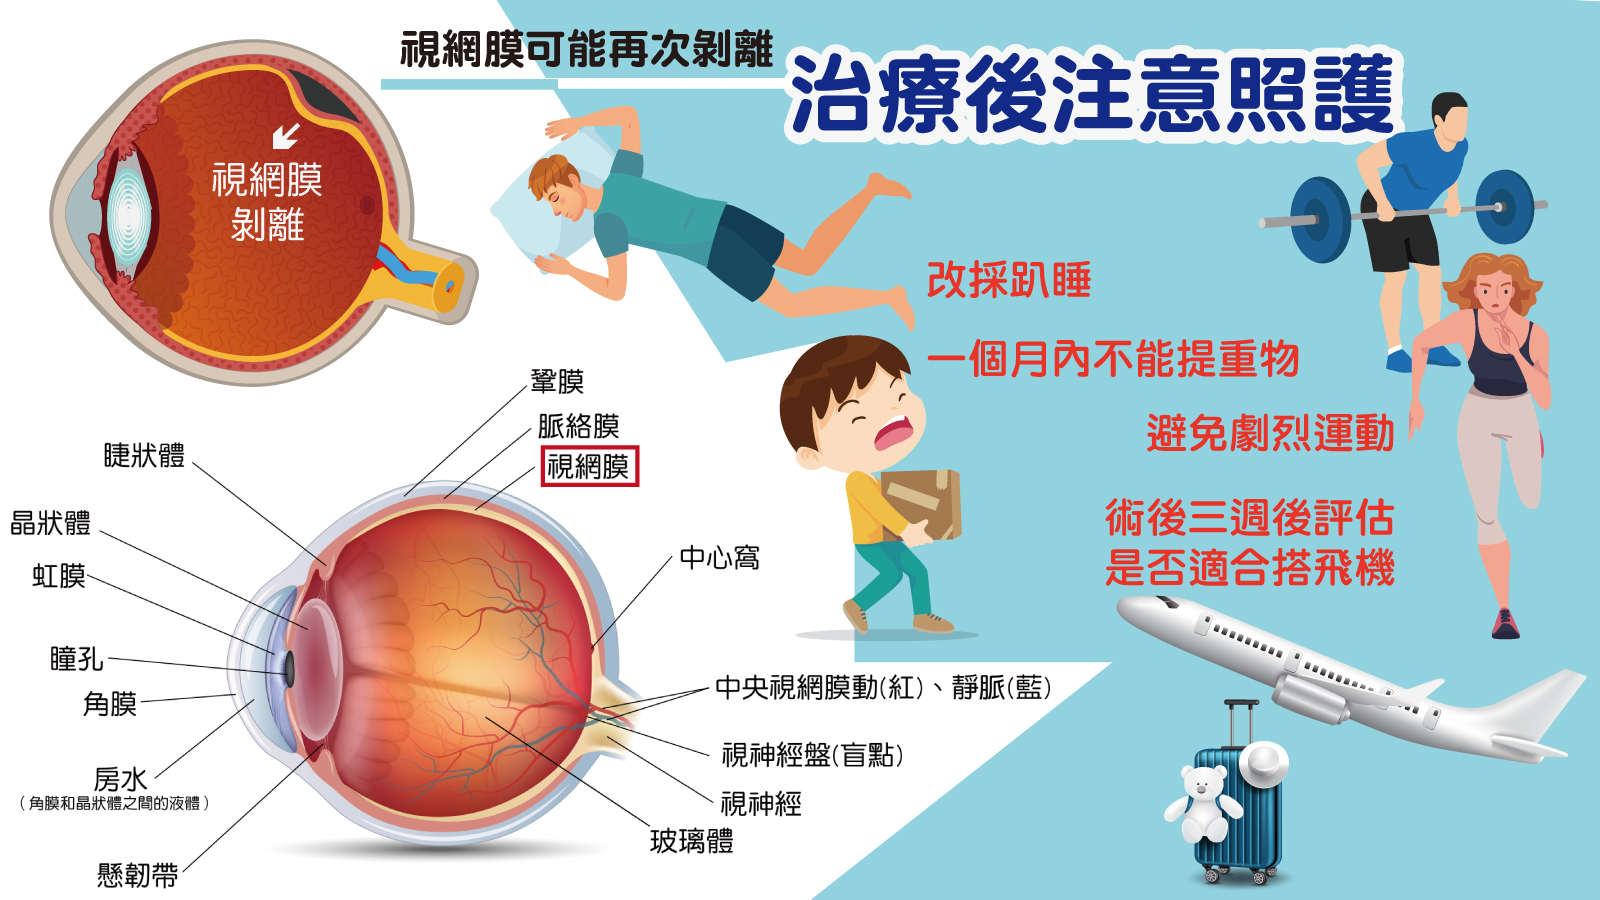 視網膜可能再次剝離
治療後注意照護
視網膜
剝離
改採趴睡
一個月內不能提重物
避免劇烈運動
術後三週後評估
是否適合搭飛機
鞏膜
脈絡膜
視網膜
睫狀體
晶狀體
虹膜
瞳孔
角膜
房水
(角膜和晶狀體之間的液體)
懸韌帶
中心窩
中央視網膜動(紅)、靜脈(藍)
視神經盤(盲點)
視神經
玻璃體